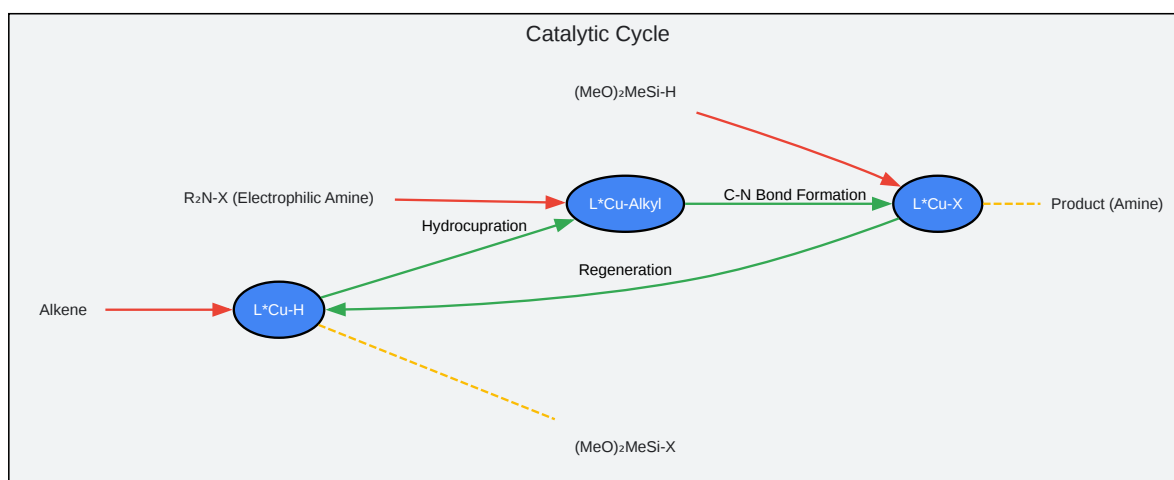 Catalytic Cycle
(MeO)₂MeSi-H
R₂N-X (Electrophilic Amine)
L*Cu-Alkyl
C-N Bond Formation
L*Cu-X
Product (Amine)
Hydrocupration
Regeneration
Alkene
L*Cu-H
(MeO)₂MeSi-X